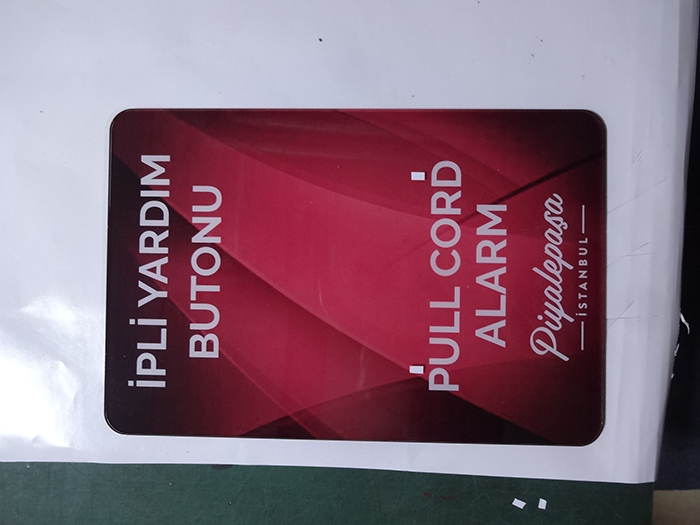 İPLİ YARDIM
BUTONU
PULL CORD
ALARM
Piyalepaşa
İSTANBUL